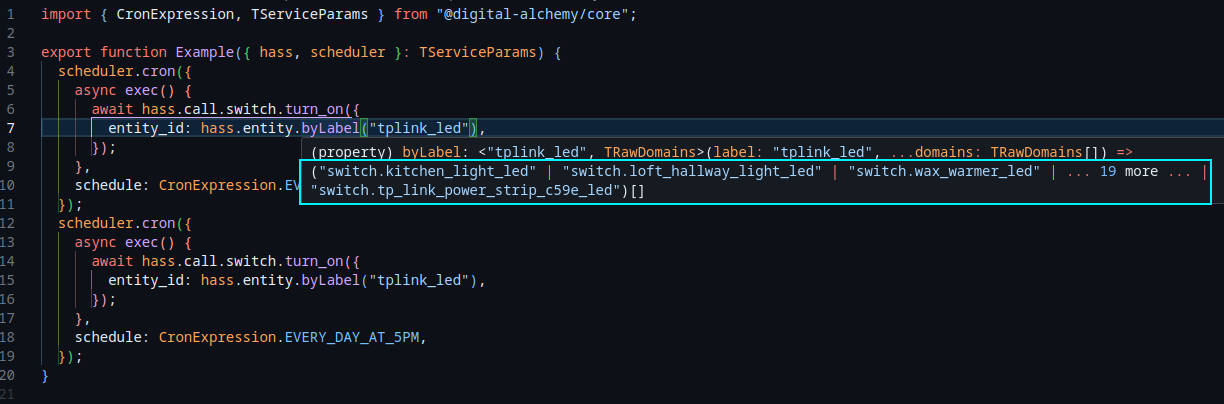 1 import { CronExpression, TServiceParams } from "@digital-alchemy/core";
2
3 export function Example({ hass, scheduler }: TServiceParams) {
4 scheduler.cron({
5 async exec() {
6 await hass.call.switch.turn_on({
7 entity_id: hass.entity.byLabel("tplink_led"),
8 });
(property) byLabel: <"tplink_led", TRawDomains>(label: "tplink_led", ...domains: TRawDomains[]) =>
9 },
("switch.kitchen_light_led" | "switch.loft_hallway_light_led" | "switch.wax_warmer_led" | ... 19 more ... |
10 schedule: CronExpression.EV
"switch.tp_link_power_strip_c59e_led")[]
11 });
12 scheduler.cron({
13 async exec() {
14 await hass.call.switch.turn_on({
15 entity_id: hass.entity.byLabel("tplink_led"),
16 });
17 },
18 schedule: CronExpression.EVERY_DAY_AT_5PM,
19 });
20 }
21